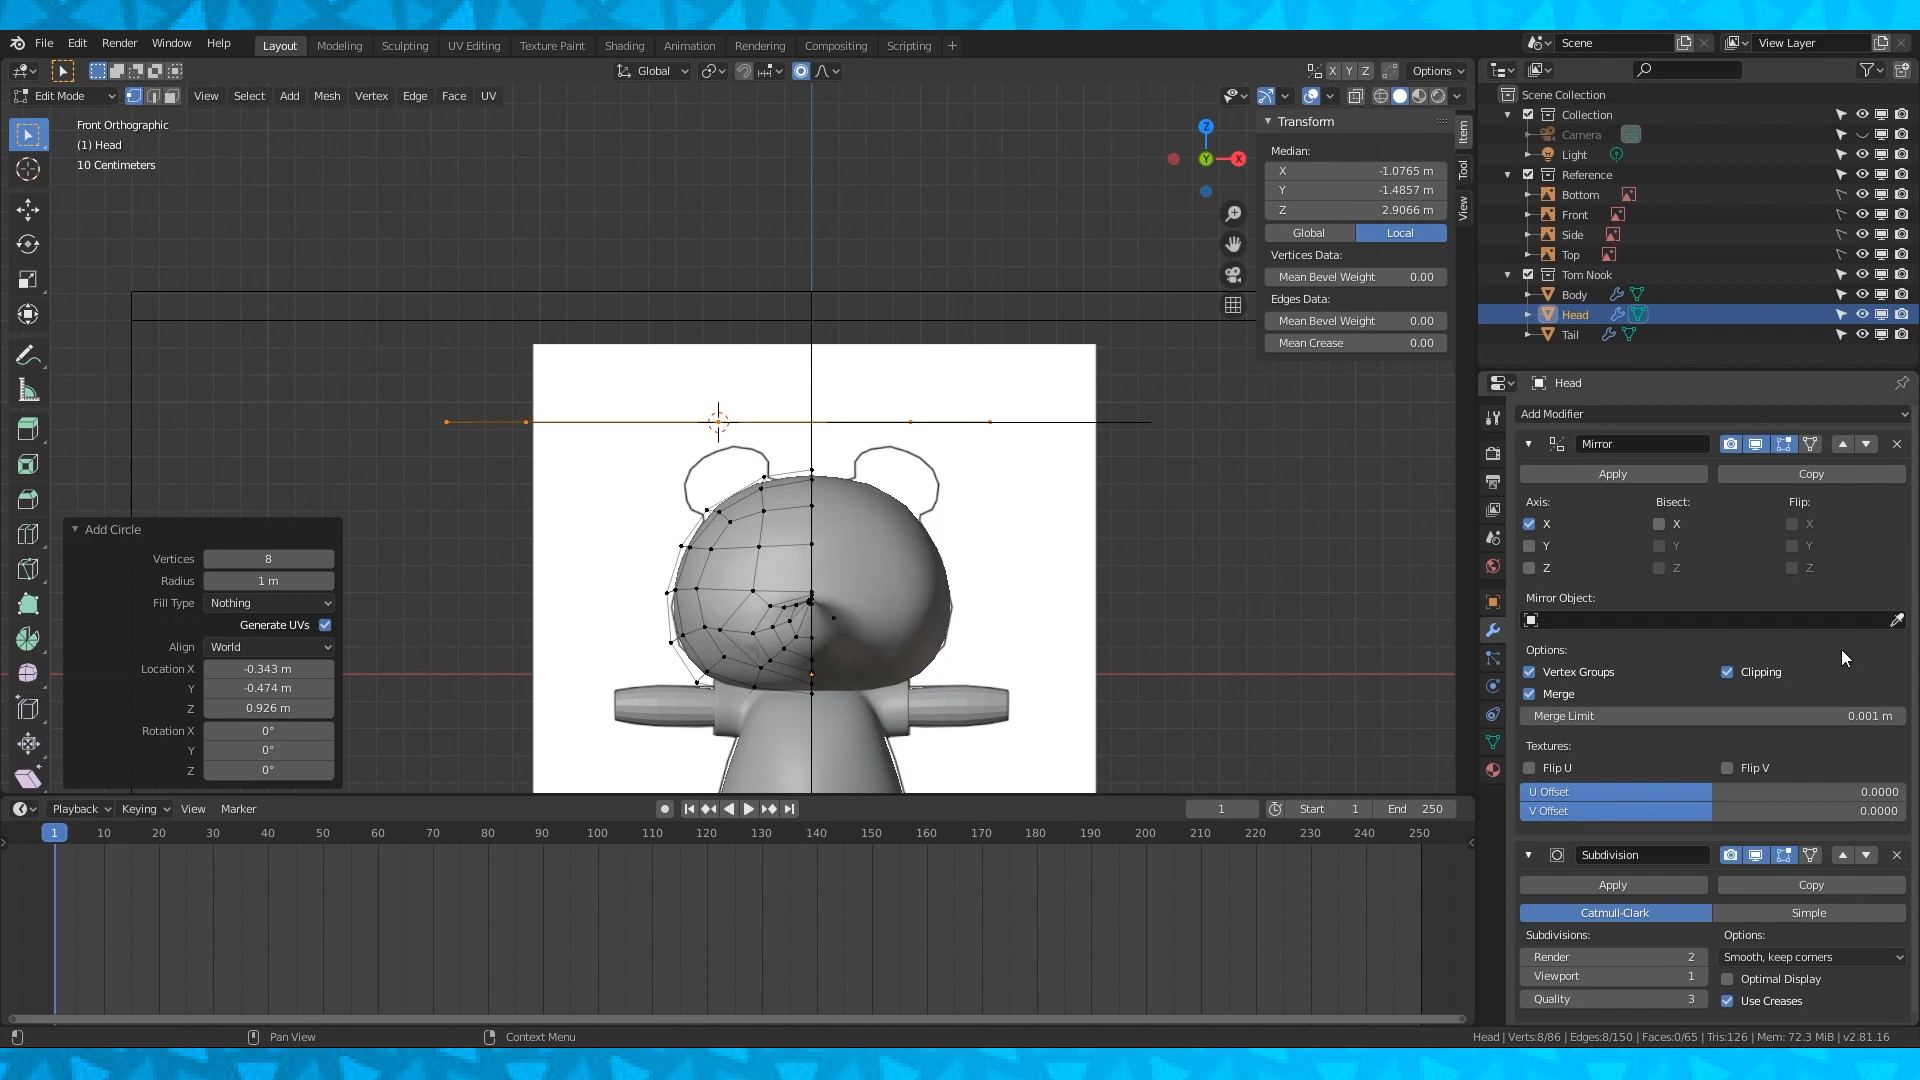 File Edit Render Window Help Layout Modeling Sculpting UV Editing Texture Paint Shading Animation Rendering Compositing Scripting + Scene View Layer
Global X Y Z Options
Edit Mode View Select Add Mesh Vertex Edge Face UV
Front Orthographic
(1) Head
10 Centimeters
Z
Y
X
Transform
Median:
X -1.0765 m
Y -1.4857 m
Z 2.9066 m
Global Local
Vertices Data:
Mean Bevel Weight 0.00
Edges Data:
Mean Bevel Weight 0.00
Mean Crease 0.00
Item
Tool
View
Scene Collection
Collection
Camera
Light
Reference
Bottom
Front
Side
Top
Tom Nook
Body
Head
Tail
Head
Add Modifier
Mirror
Apply Copy
Axis: Bisect: Flip:
X X X
Y Y Y
Z Z Z
Mirror Object:
Options:
Vertex Groups Clipping
Merge
Merge Limit 0.001 m
Textures:
Flip U Flip V
U Offset 0.0000
V Offset 0.0000
Subdivision
Apply Copy
Catmull-Clark Simple
Subdivisions: Options:
Render 2 Smooth, keep corners
Viewport 1 Optimal Display
Quality 3 Use Creases
Add Circle
Vertices 8
Radius 1 m
Fill Type Nothing
Generate UVs
Align World
Location X -0.343 m
Y -0.474 m
Z 0.926 m
Rotation X 0°
Y 0°
Z 0°
Playback Keying View Marker 1 Start 1 End 250
1 10 20 30 40 50 60 70 80 90 100 110 120 130 140 150 160 170 180 190 200 210 220 230 240 250
Pan View Context Menu Head | Verts:8/86 | Edges:8/150 | Faces:0/65 | Tris:126 | Mem: 72.3 MiB | v2.81.16